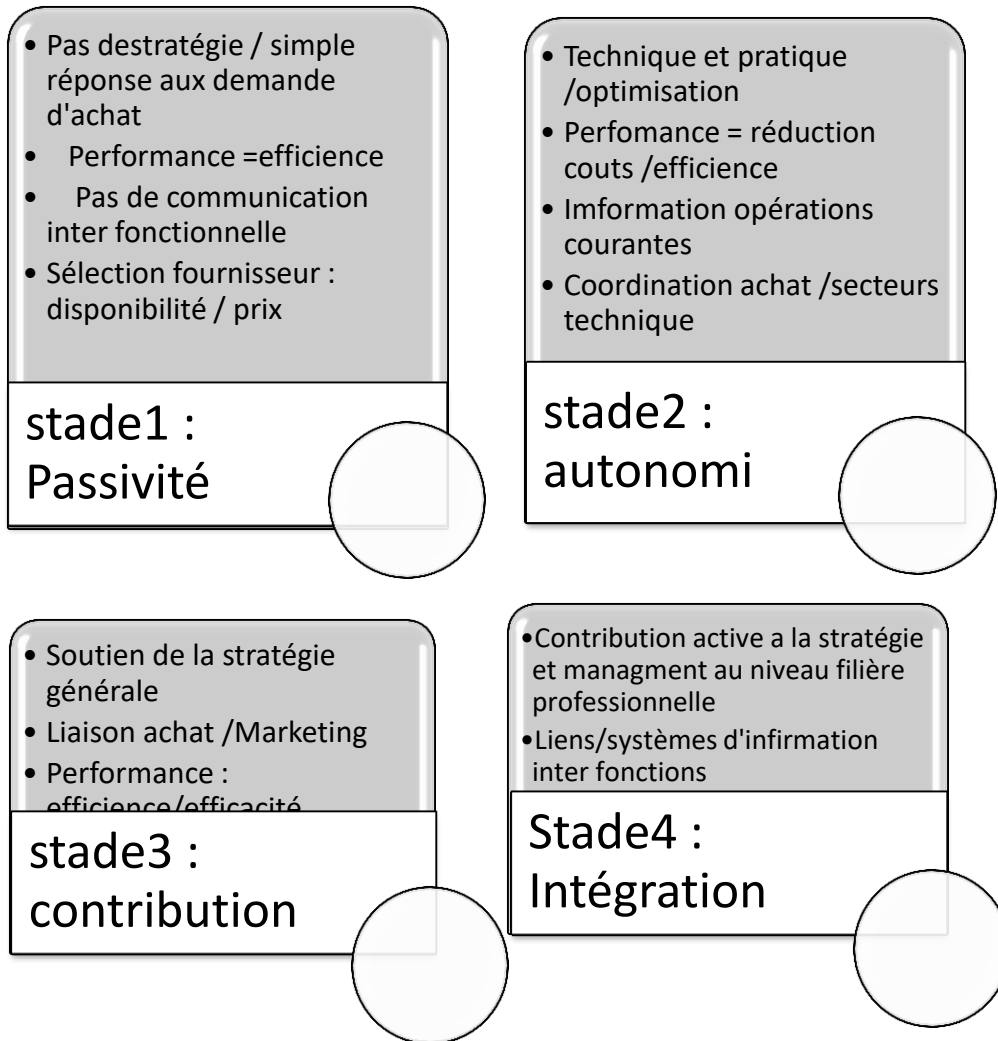 • Pas destratégie / simple
réponse aux demande
d'achat
• Performance =efficience
• Pas de communication
inter fonctionnelle
• Sélection fournisseur :
disponibilité / prix
stade1 :
Passivité
• Technique et pratique
/optimisation
• Perfomance = réduction
couts /efficience
• Imformation opérations
courantes
• Coordination achat /secteurs
technique
stade2 :
autonomi
• Soutien de la stratégie
générale
• Liaison achat /Marketing
• Performance :
efficience/efficacité
stade3 :
contribution
•Contribution active a la stratégie
et managment au niveau filière
professionnelle
•Liens/systèmes d'infirmation
inter fonctions
Stade4 :
Intégration